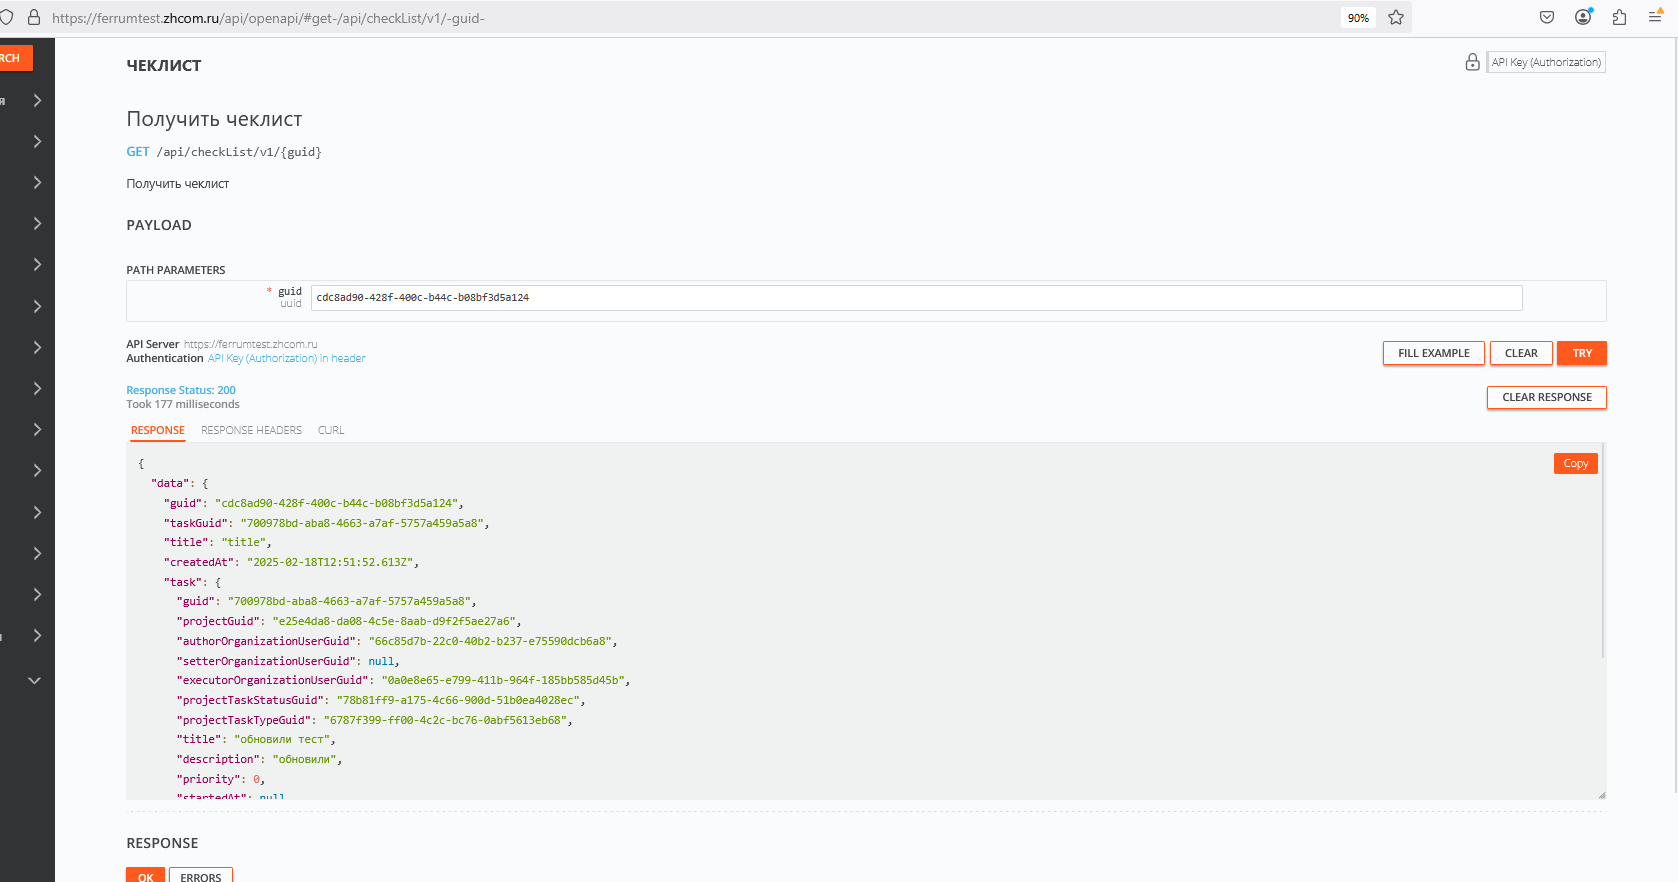 https://ferrumtest.zhcom.ru/api/openapi/#get-/api/checkList/v1/-guid-
90%
RCH
я
ЧЕКЛИСТ
API Key (Authorization)
Получить чеклист
GET /api/checkList/v1/{guid}
Получить чеклист
PAYLOAD
PATH PARAMETERS
* guid
uuid
cdc8ad90-428f-400c-b44c-b08bf3d5a124
API Server https://ferrumtest.zhcom.ru
Authentication API Key (Authorization) in header
FILL EXAMPLE
CLEAR
TRY
Response Status: 200
Took 177 milliseconds
CLEAR RESPONSE
RESPONSE
RESPONSE HEADERS
CURL
Copy
{
"data": {
"guid": "cdc8ad90-428f-400c-b44c-b08bf3d5a124",
"taskGuid": "700978bd-aba8-4663-a7af-5757a459a5a8",
"title": "title",
"createdAt": "2025-02-18T12:51:52.613Z",
"task": {
"guid": "700978bd-aba8-4663-a7af-5757a459a5a8",
"projectGuid": "e25e4da8-da08-4c5e-8aab-d9f2f5ae27a6",
"authorOrganizationUserGuid": "66c85d7b-22c0-40b2-b237-e75590dcb6a8",
"setterOrganizationUserGuid": null,
"executorOrganizationUserGuid": "0a0e8e65-e799-411b-964f-185bb585d45b",
"projectTaskStatusGuid": "78b81ff9-a175-4c66-900d-51b0ea4028ec",
"projectTaskTypeGuid": "6787f399-ff00-4c2c-bc76-0abf5613eb68",
"title": "обновили тест",
"description": "обновили",
"priority": 0,
"startedAt": null
RESPONSE
OK
ERRORS